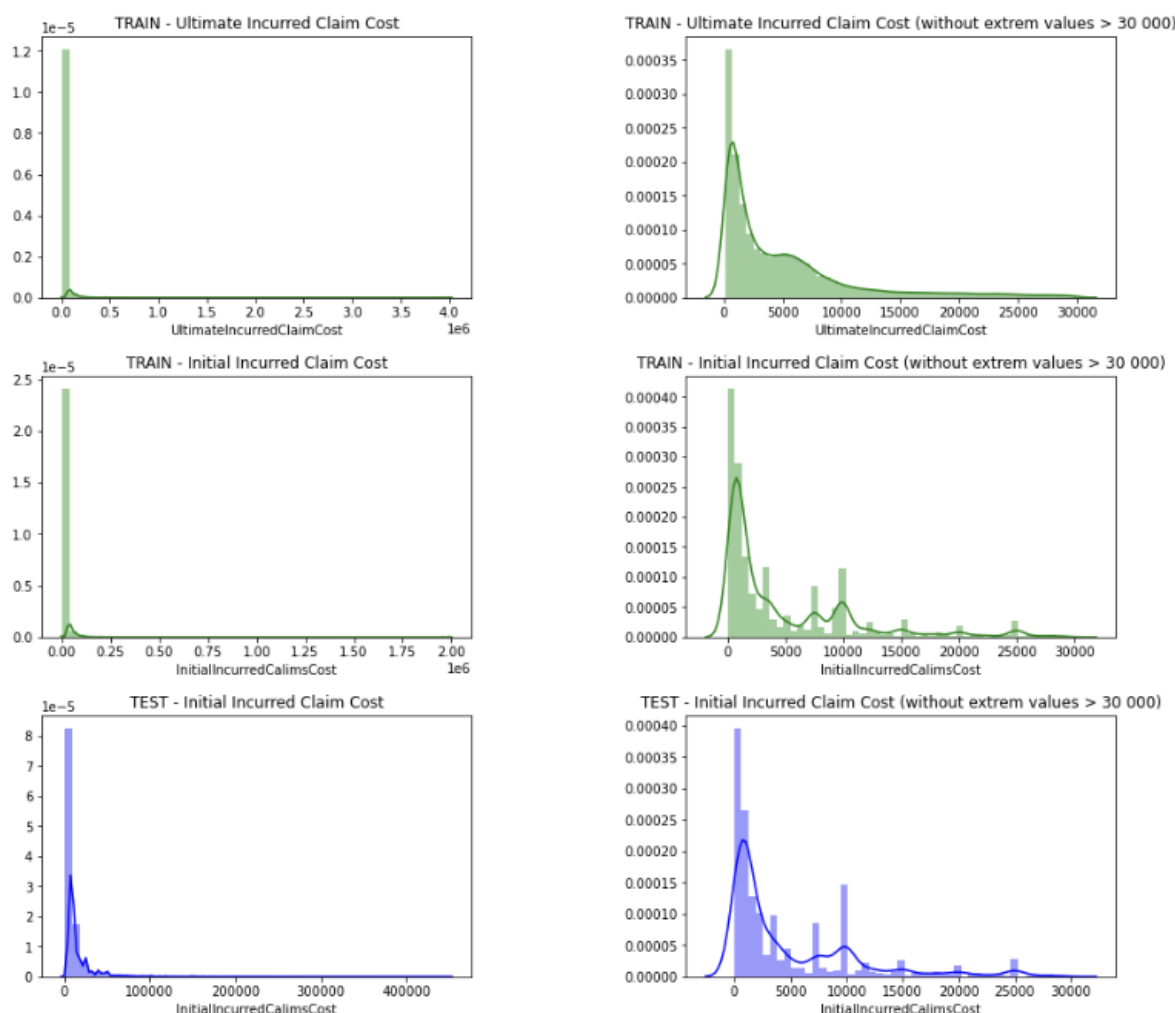 TRAIN - Ultimate Incurred Claim Cost
1e-5
1.2
1.0
0.8
0.6
0.4
0.2
0.0
0.0 0.5 1.0 1.5 2.0 2.5 3.0 3.5 4.0
1e6
UltimateIncurredClaimCost
TRAIN - Ultimate Incurred Claim Cost (without extrem values > 30 000)
0.00035
0.00030
0.00025
0.00020
0.00015
0.00010
0.00005
0.00000
0 5000 10000 15000 20000 25000 30000
UltimateIncurredClaimCost
TRAIN - Initial Incurred Claim Cost
1e-5
2.5
2.0
1.5
1.0
0.5
0.0
0.00 0.25 0.50 0.75 1.00 1.25 1.50 1.75 2.00
1e6
InitialIncurredCalimsCost
TRAIN - Initial Incurred Claim Cost (without extrem values > 30 000)
0.00040
0.00035
0.00030
0.00025
0.00020
0.00015
0.00010
0.00005
0.00000
0 5000 10000 15000 20000 25000 30000
InitialIncurredCalimsCost
TEST - Initial Incurred Claim Cost
1e-5
8
7
6
5
4
3
2
1
0
0 100000 200000 300000 400000
InitialIncurredCalimsCost
TEST - Initial Incurred Claim Cost (without extrem values > 30 000)
0.00040
0.00035
0.00030
0.00025
0.00020
0.00015
0.00010
0.00005
0.00000
0 5000 10000 15000 20000 25000 30000
InitialIncurredCalimsCost